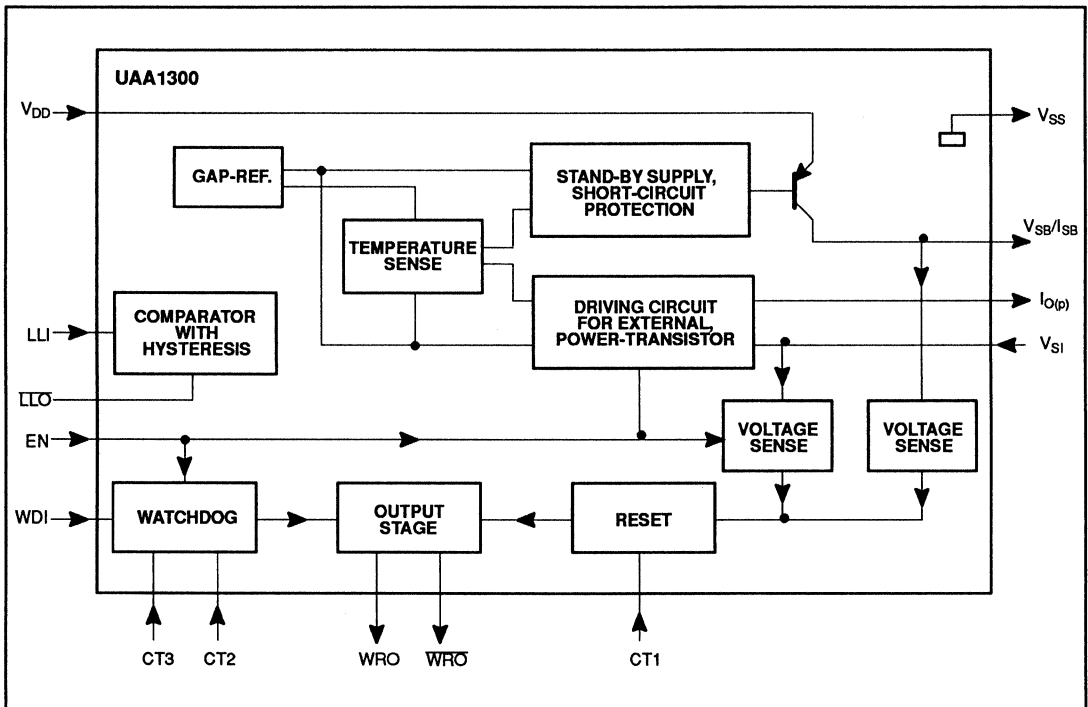 UAA1300
VDD
VSS
GAP-REF.
STAND-BY SUPPLY,
SHORT-CIRCUIT
PROTECTION
VSB/ISB
TEMPERATURE
SENSE
COMPARATOR
WITH
HYSTERESIS
DRIVING CIRCUIT
FOR EXTERNAL,
POWER-TRANSISTOR
IO(p)
LLI
VSI
L̅L̅O̅
EN
VOLTAGE
SENSE
VOLTAGE
SENSE
WDI
WATCHDOG
OUTPUT
STAGE
RESET
CT3
CT2
WRO
W̅R̅O̅
CT1